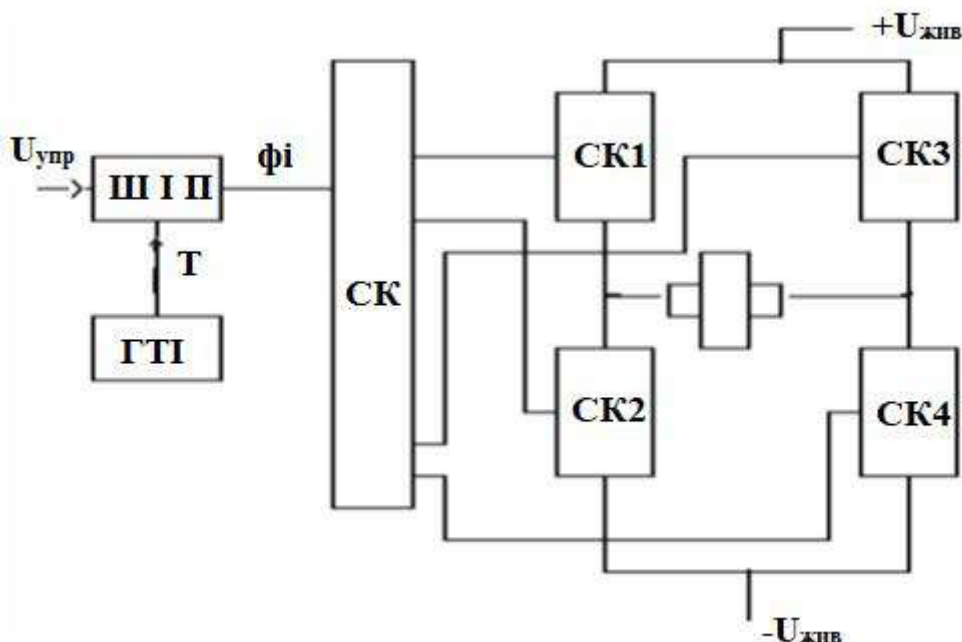 +Uжив
Uупр
Ш І П
фі
СК
СК1
СК3
Т
ГТІ
СК2
СК4
-Uжив